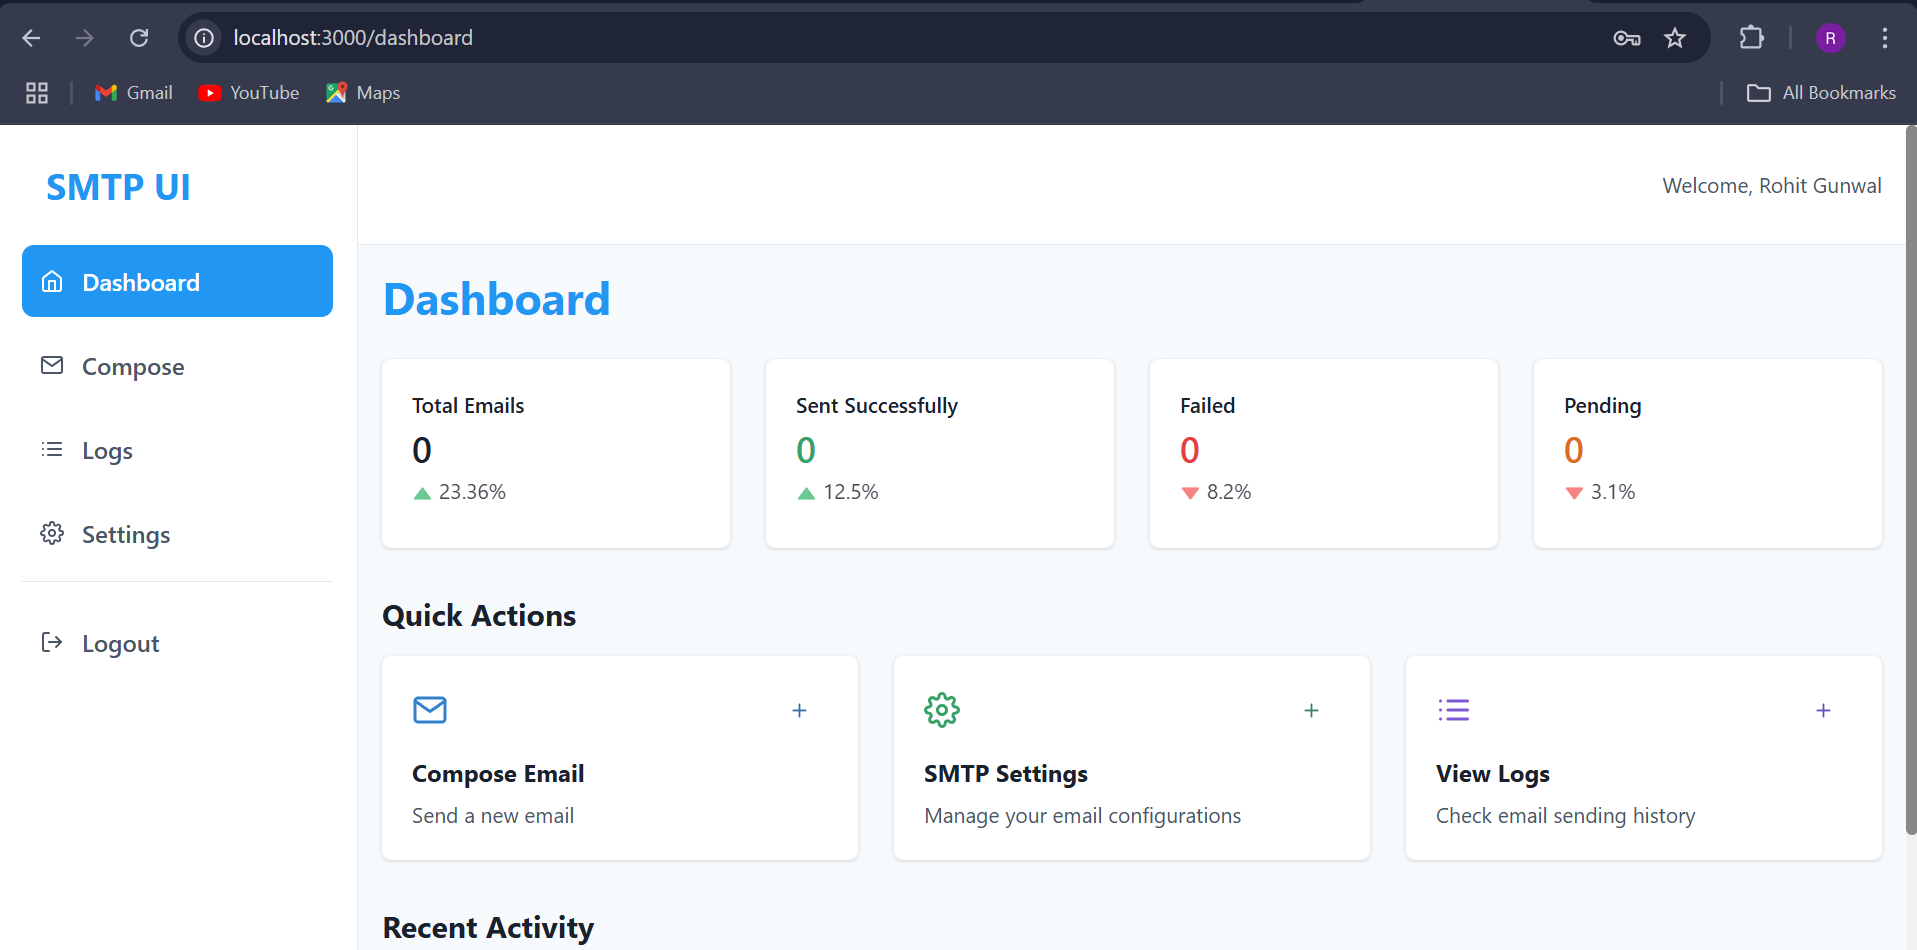 localhost:3000/dashboard
R
Gmail
YouTube
Maps
All Bookmarks
SMTP UI
Welcome, Rohit Gunwal
Dashboard
Compose
Logs
Settings
Logout
Dashboard
Total Emails
0
23.36%
Sent Successfully
0
12.5%
Failed
0
8.2%
Pending
0
3.1%
Quick Actions
+
Compose Email
Send a new email
+
SMTP Settings
Manage your email configurations
+
View Logs
Check email sending history
Recent Activity